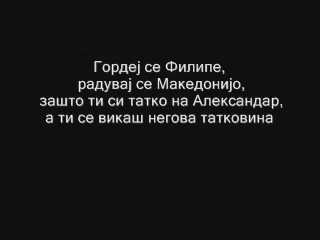 Гордеј се Филипе,
радувај се Македонијо,
зашто ти си татко на Александар,
а ти се викаш негова татковина